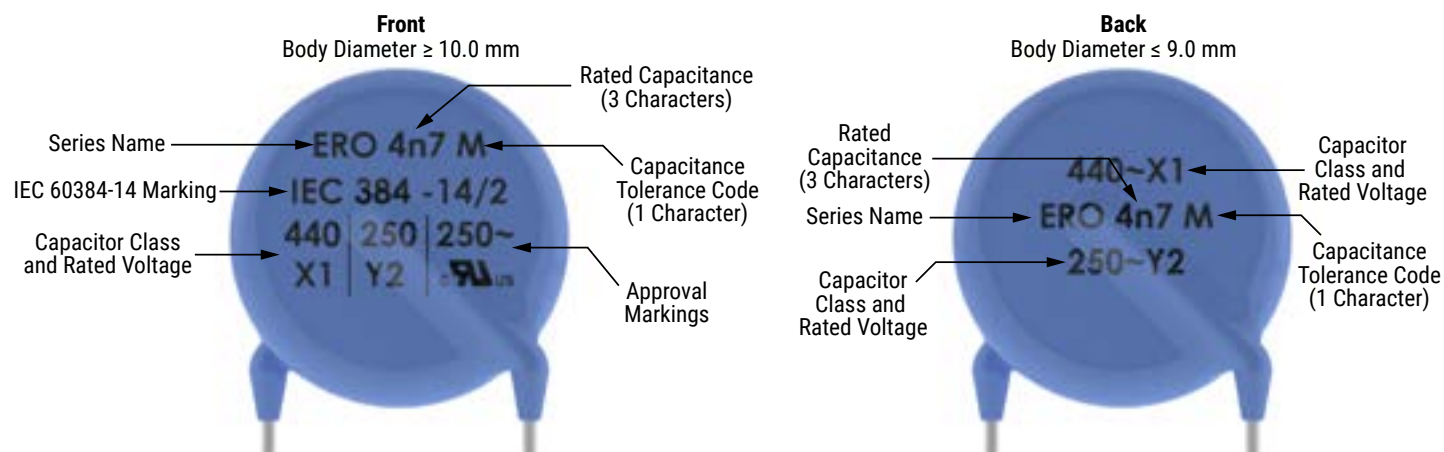 Front
Body Diameter ≥ 10.0 mm
Rated Capacitance
(3 Characters)
Series Name
IEC 60384-14 Marking
Capacitor Class
and Rated Voltage
ERO 4n7 M
IEC 384 -14/2
440 250 250~
X1 Y2 c RU us
Capacitance
Tolerance Code
(1 Character)
Approval
Markings
Back
Body Diameter ≤ 9.0 mm
Rated
Capacitance
(3 Characters)
Series Name
Capacitor
Class and
Rated Voltage
440~X1
ERO 4n7 M
250~Y2
Capacitor
Class and
Rated Voltage
Capacitance
Tolerance Code
(1 Character)